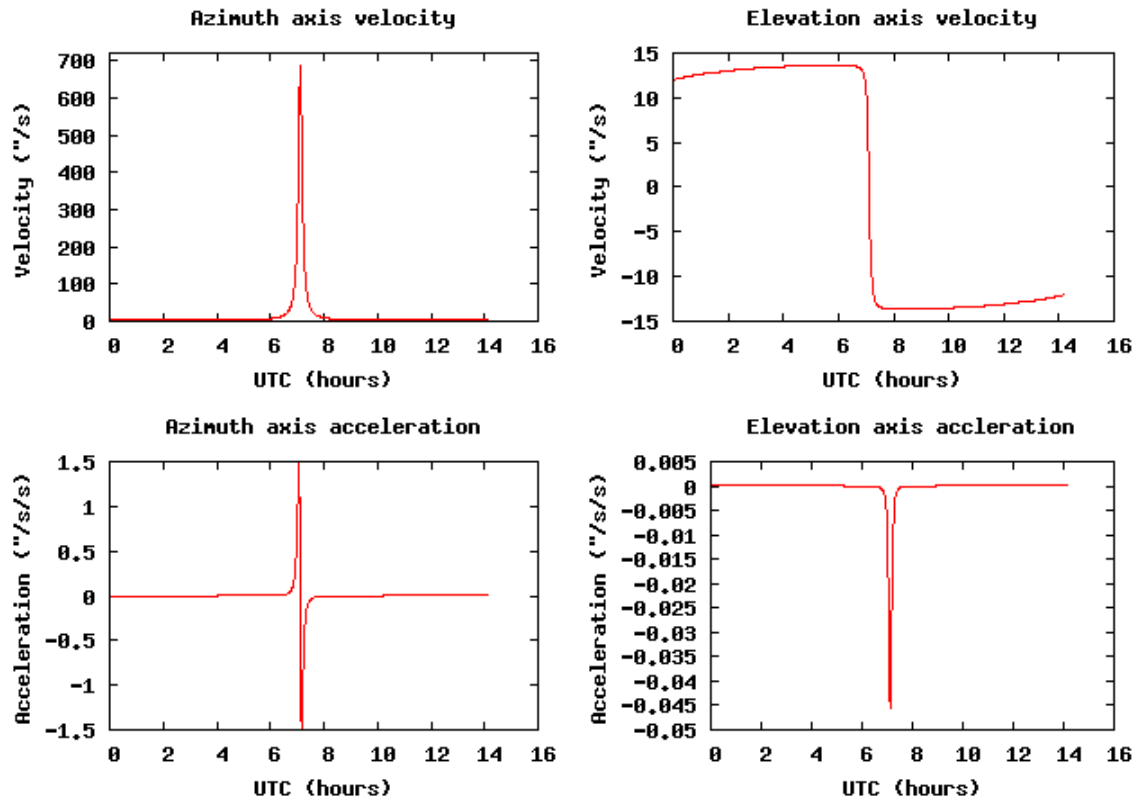 Azimuth axis velocity
Velocity ("/s)
700
600
500
400
300
200
100
0
0 2 4 6 8 10 12 14 16
UTC (hours)
Elevation axis velocity
Velocity ("/s)
15
10
5
0
-5
-10
-15
0 2 4 6 8 10 12 14 16
UTC (hours)
Azimuth axis acceleration
Acceleration ("/s/s)
1.5
1
0.5
0
-0.5
-1
-1.5
0 2 4 6 8 10 12 14 16
UTC (hours)
Elevation axis accleration
Acceleration ("/s/s)
0.005
0
-0.005
-0.01
-0.015
-0.02
-0.025
-0.03
-0.035
-0.04
-0.045
-0.05
0 2 4 6 8 10 12 14 16
UTC (hours)